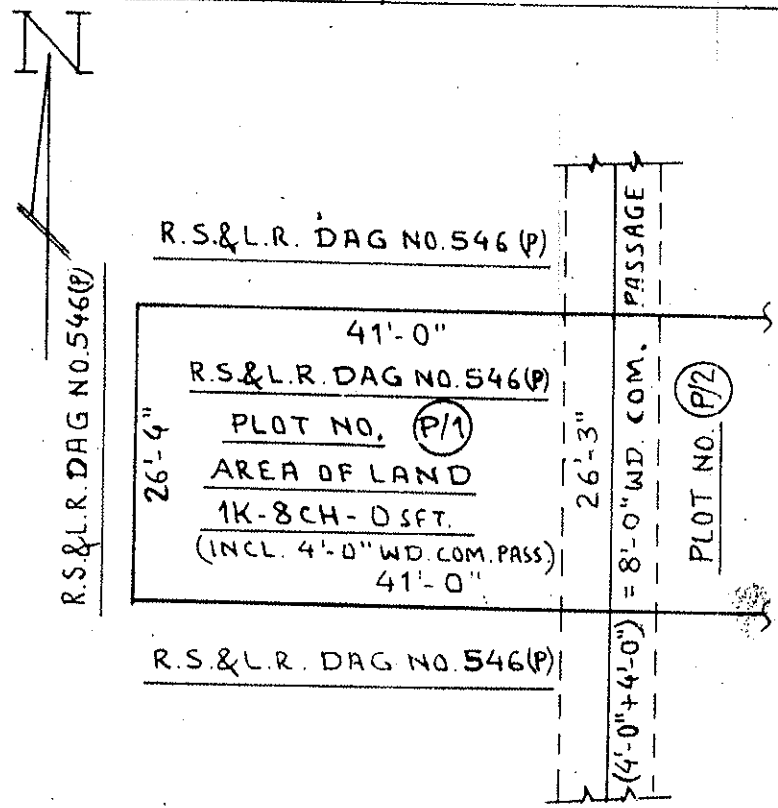 N
R.S.&L.R. DAG NO.546(P)
R.S.&L.R. DAG NO.546(P)
41'-0"
R.S.&L.R. DAG NO.546(P)
PLOT NO. P/1
AREA OF LAND
1K-8CH-0SFT.
(INCL. 4'-0" WD.COM.PASS)
41'-0"
26'-4"
26'-3"
(4'-0"+4'-0") = 8'-0" WD. COM. PASSAGE
PLOT NO. P/2
R.S.&L.R. DAG NO.546(P)